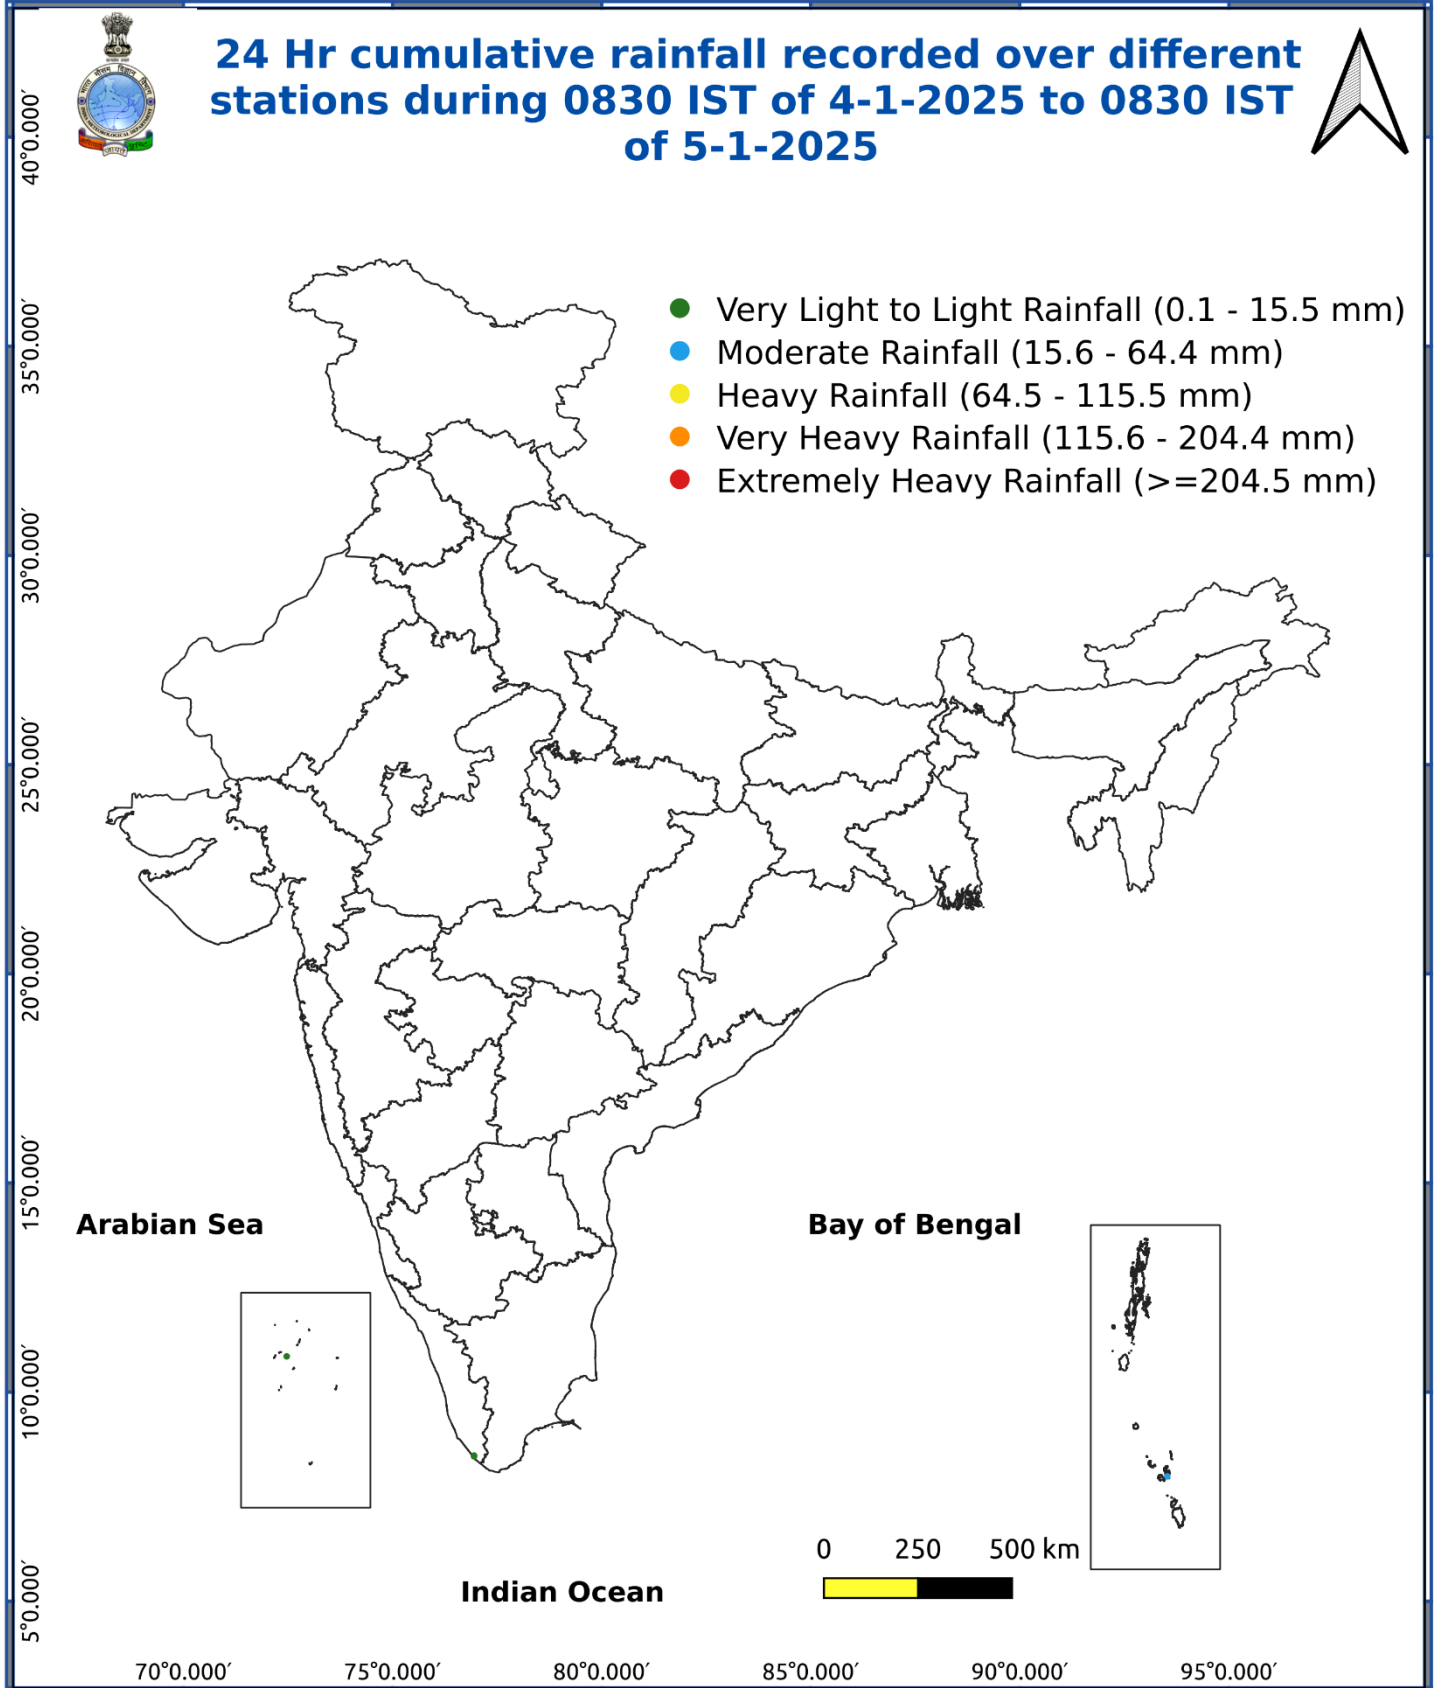 24 Hr cumulative rainfall recorded over different
stations during 0830 IST of 4-1-2025 to 0830 IST
of 5-1-2025
Very Light to Light Rainfall (0.1 - 15.5 mm)
Moderate Rainfall (15.6 - 64.4 mm)
Heavy Rainfall (64.5 - 115.5 mm)
Very Heavy Rainfall (115.6 - 204.4 mm)
Extremely Heavy Rainfall (>=204.5 mm)
40°0.000′
35°0.000′
30°0.000′
25°0.000′
20°0.000′
15°0.000′
10°0.000′
5°0.000′
Arabian Sea
Bay of Bengal
Indian Ocean
0 250 500 km
70°0.000′ 75°0.000′ 80°0.000′ 85°0.000′ 90°0.000′ 95°0.000′